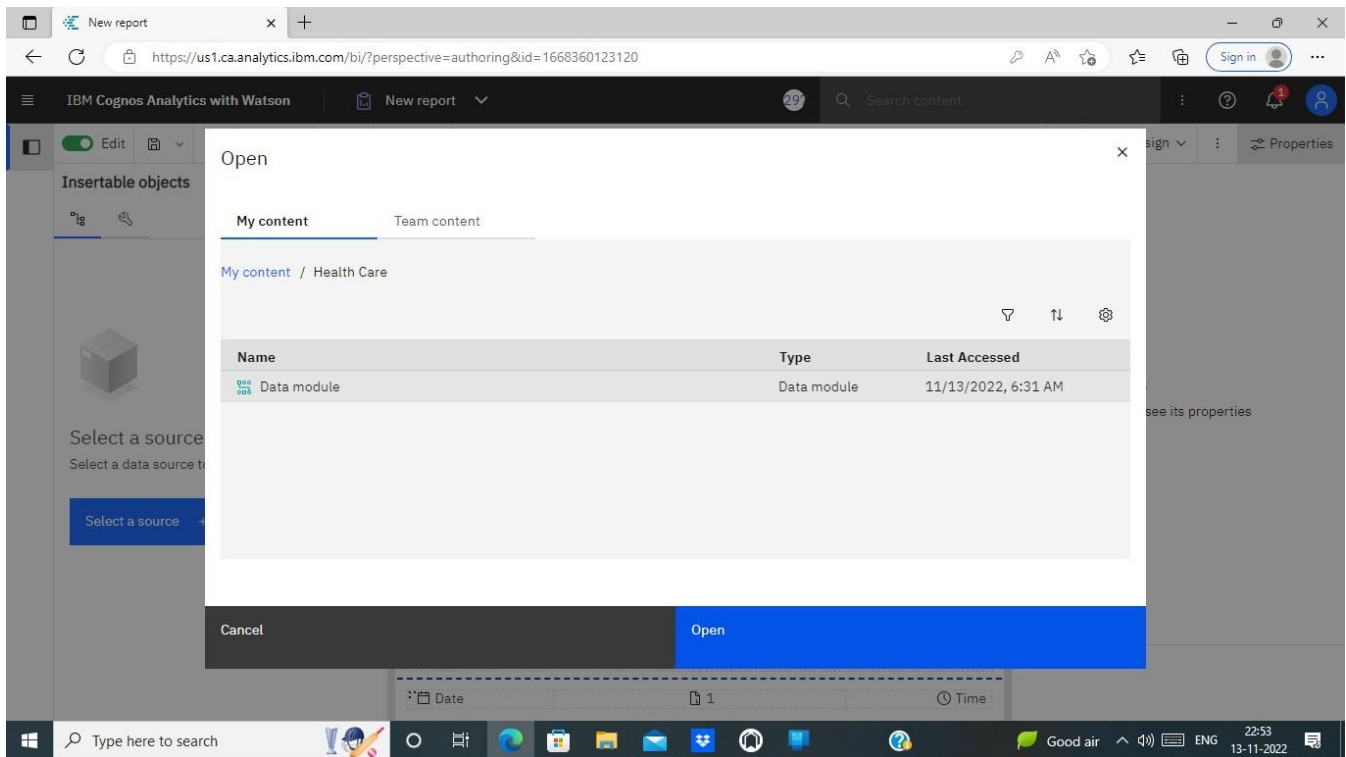 New report
https://us1.ca.analytics.ibm.com/bi/?perspective=authoring&id=1668360123120
Sign in
IBM Cognos Analytics with Watson
New report
Search content
1
Edit
Properties
Insertable objects
Open
My content
Team content
My content / Health Care
Name Type Last Accessed
Data module Data module 11/13/2022, 6:31 AM
see its properties
Select a source
Select a data source
Select a source
Cancel
Open
Date 1 Time
Type here to search
Good air
ENG
22:53
13-11-2022